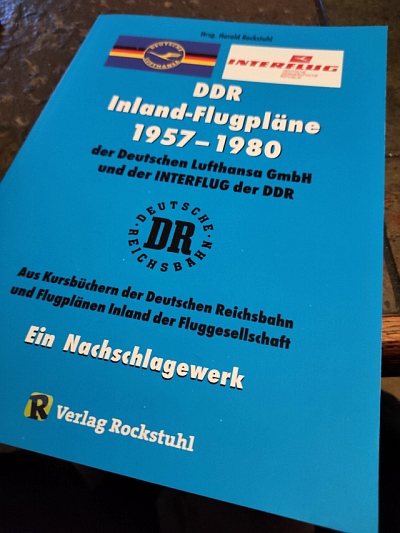 Hrsg. Harald Rockstuhl
DEUTSCHE
LUFTHANSA
INTERFLUG
DDR
Inland-Flugpläne
1957–1980
der Deutschen Lufthansa GmbH
und der INTERFLUG der DDR
DEUTSCHE
REICHSBAHN
DR
Aus Kursbüchern der Deutschen Reichsbahn
und Flugplänen Inland der Fluggesellschaft
Ein Nachschlagewerk
R Verlag Rockstuhl